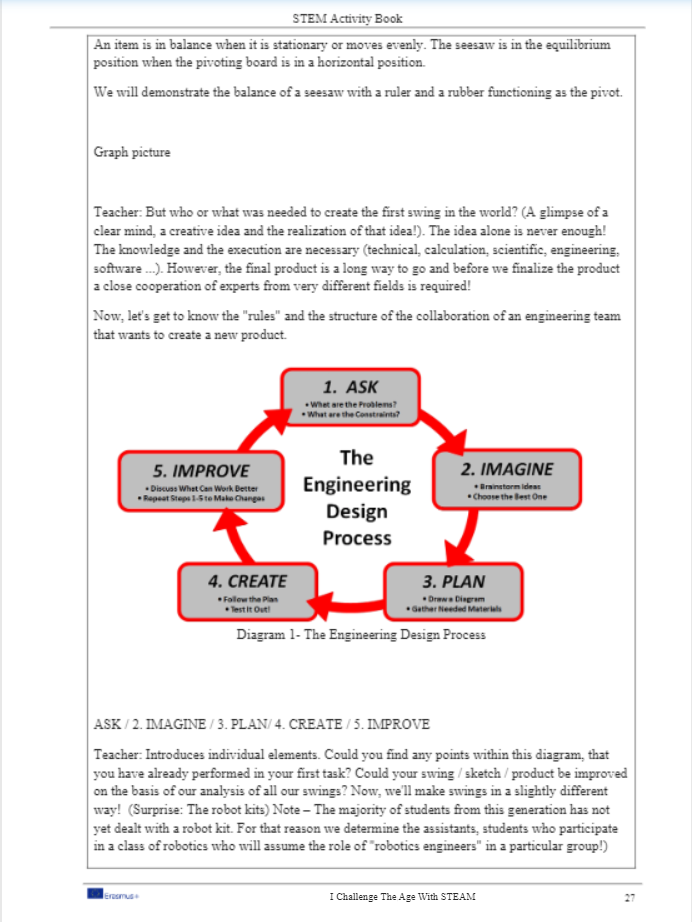 STEM Activity Book
An item is in balance when it is stationary or moves evenly. The seesaw is in the equilibrium
position when the pivoting board is in a horizontal position.
We will demonstrate the balance of a seesaw with a ruler and a rubber functioning as the pivot.
Graph picture
Teacher: But who or what was needed to create the first swing in the world? (A glimpse of a
clear mind, a creative idea and the realization of that idea!). The idea alone is never enough!
The knowledge and the execution are necessary (technical, calculation, scientific, engineering,
software ...). However, the final product is a long way to go and before we finalize the product
a close cooperation of experts from very different fields is required!
Now, let's get to know the "rules" and the structure of the collaboration of an engineering team
that wants to create a new product.
1. ASK
• What are the Problems?
• What are the Constraints?
2. IMAGINE
• Brainstorm Ideas
• Choose the Best One
3. PLAN
• Draw a Diagram
• Gather Needed Materials
4. CREATE
• Follow the Plan
• Test It Out!
5. IMPROVE
• Discuss What Can Work Better
• Repeat Steps 1-5 to Make Changes
The
Engineering
Design
Process
Diagram 1- The Engineering Design Process
ASK / 2. IMAGINE / 3. PLAN/ 4. CREATE / 5. IMPROVE
Teacher: Introduces individual elements. Could you find any points within this diagram, that
you have already performed in your first task? Could your swing / sketch / product be improved
on the basis of our analysis of all our swings? Now, we'll make swings in a slightly different
way! (Surprise: The robot kits) Note – The majority of students from this generation has not
yet dealt with a robot kit. For that reason we determine the assistants, students who participate
in a class of robotics who will assume the role of "robotics engineers" in a particular group!)
Erasmus+
I Challenge The Age With STEAM
27